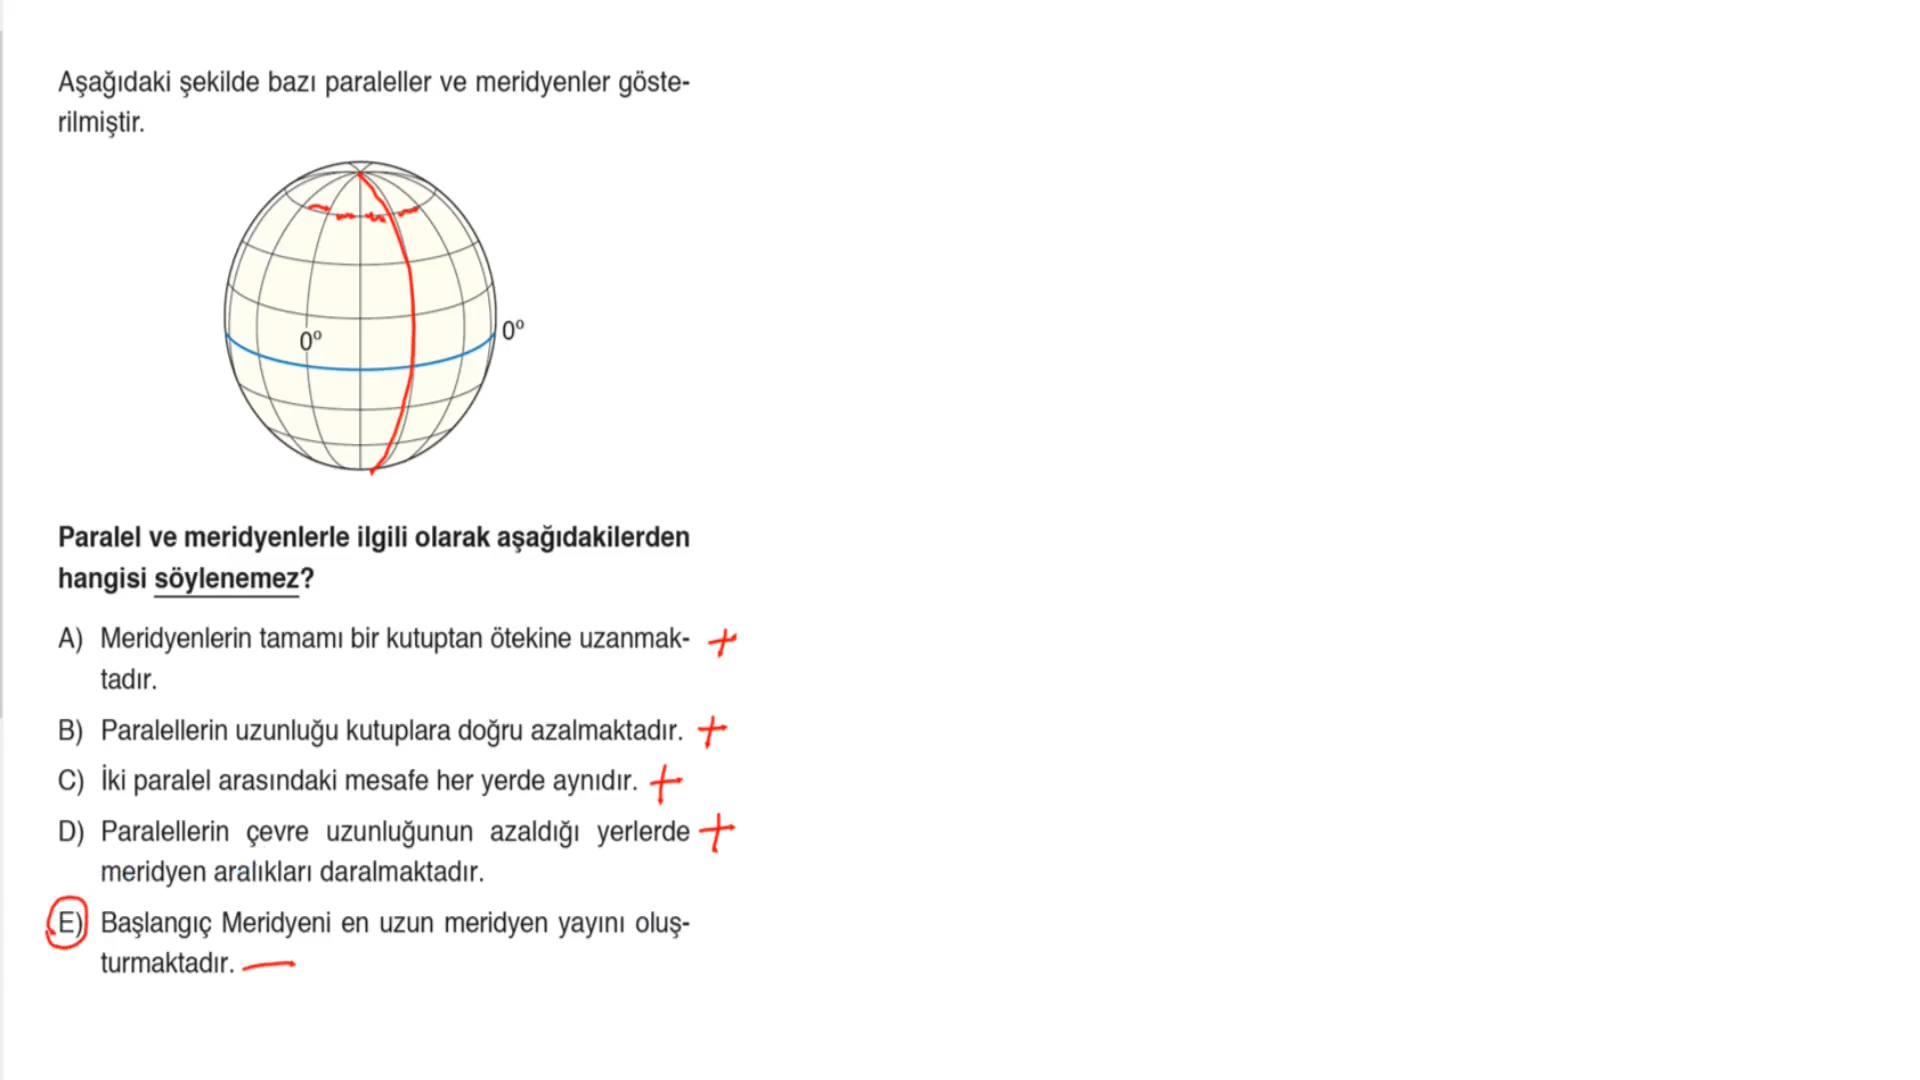 Aşağıdaki şekilde bazı paraleller ve meridyenler göste-
rilmiştir.
0º
0º
Paralel ve meridyenlerle ilgili olarak aşağıdakilerden
hangisi söylenemez?
A) Meridyenlerin tamamı bir kutuptan ötekine uzanmak- +
tadır.
B) Paralellerin uzunluğu kutuplara doğru azalmaktadır. +
C) İki paralel arasındaki mesafe her yerde aynıdır. +
D) Paralellerin çevre uzunluğunun azaldığı yerlerde +
meridyen aralıkları daralmaktadır.
E) Başlangıç Meridyeni en uzun meridyen yayını oluş-
turmaktadır. —